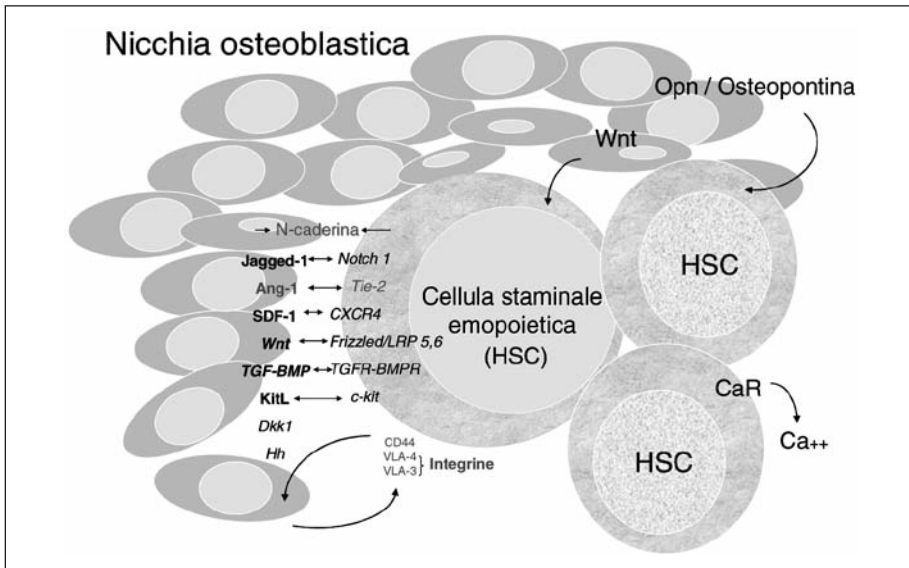 Nicchia osteoblastica
Opn / Osteopontina
Wnt
N-caderina
Jagged-1 Notch 1
Ang-1 Tie-2
SDF-1 CXCR4
Wnt Frizzled/LRP 5,6
TGF-BMP TGFR-BMPR
KitL c-kit
Dkk1
Hh
CD44
VLA-4
VLA-3
Integrine
Cellula staminale
emopoietica
(HSC)
HSC
CaR
Ca++
HSC